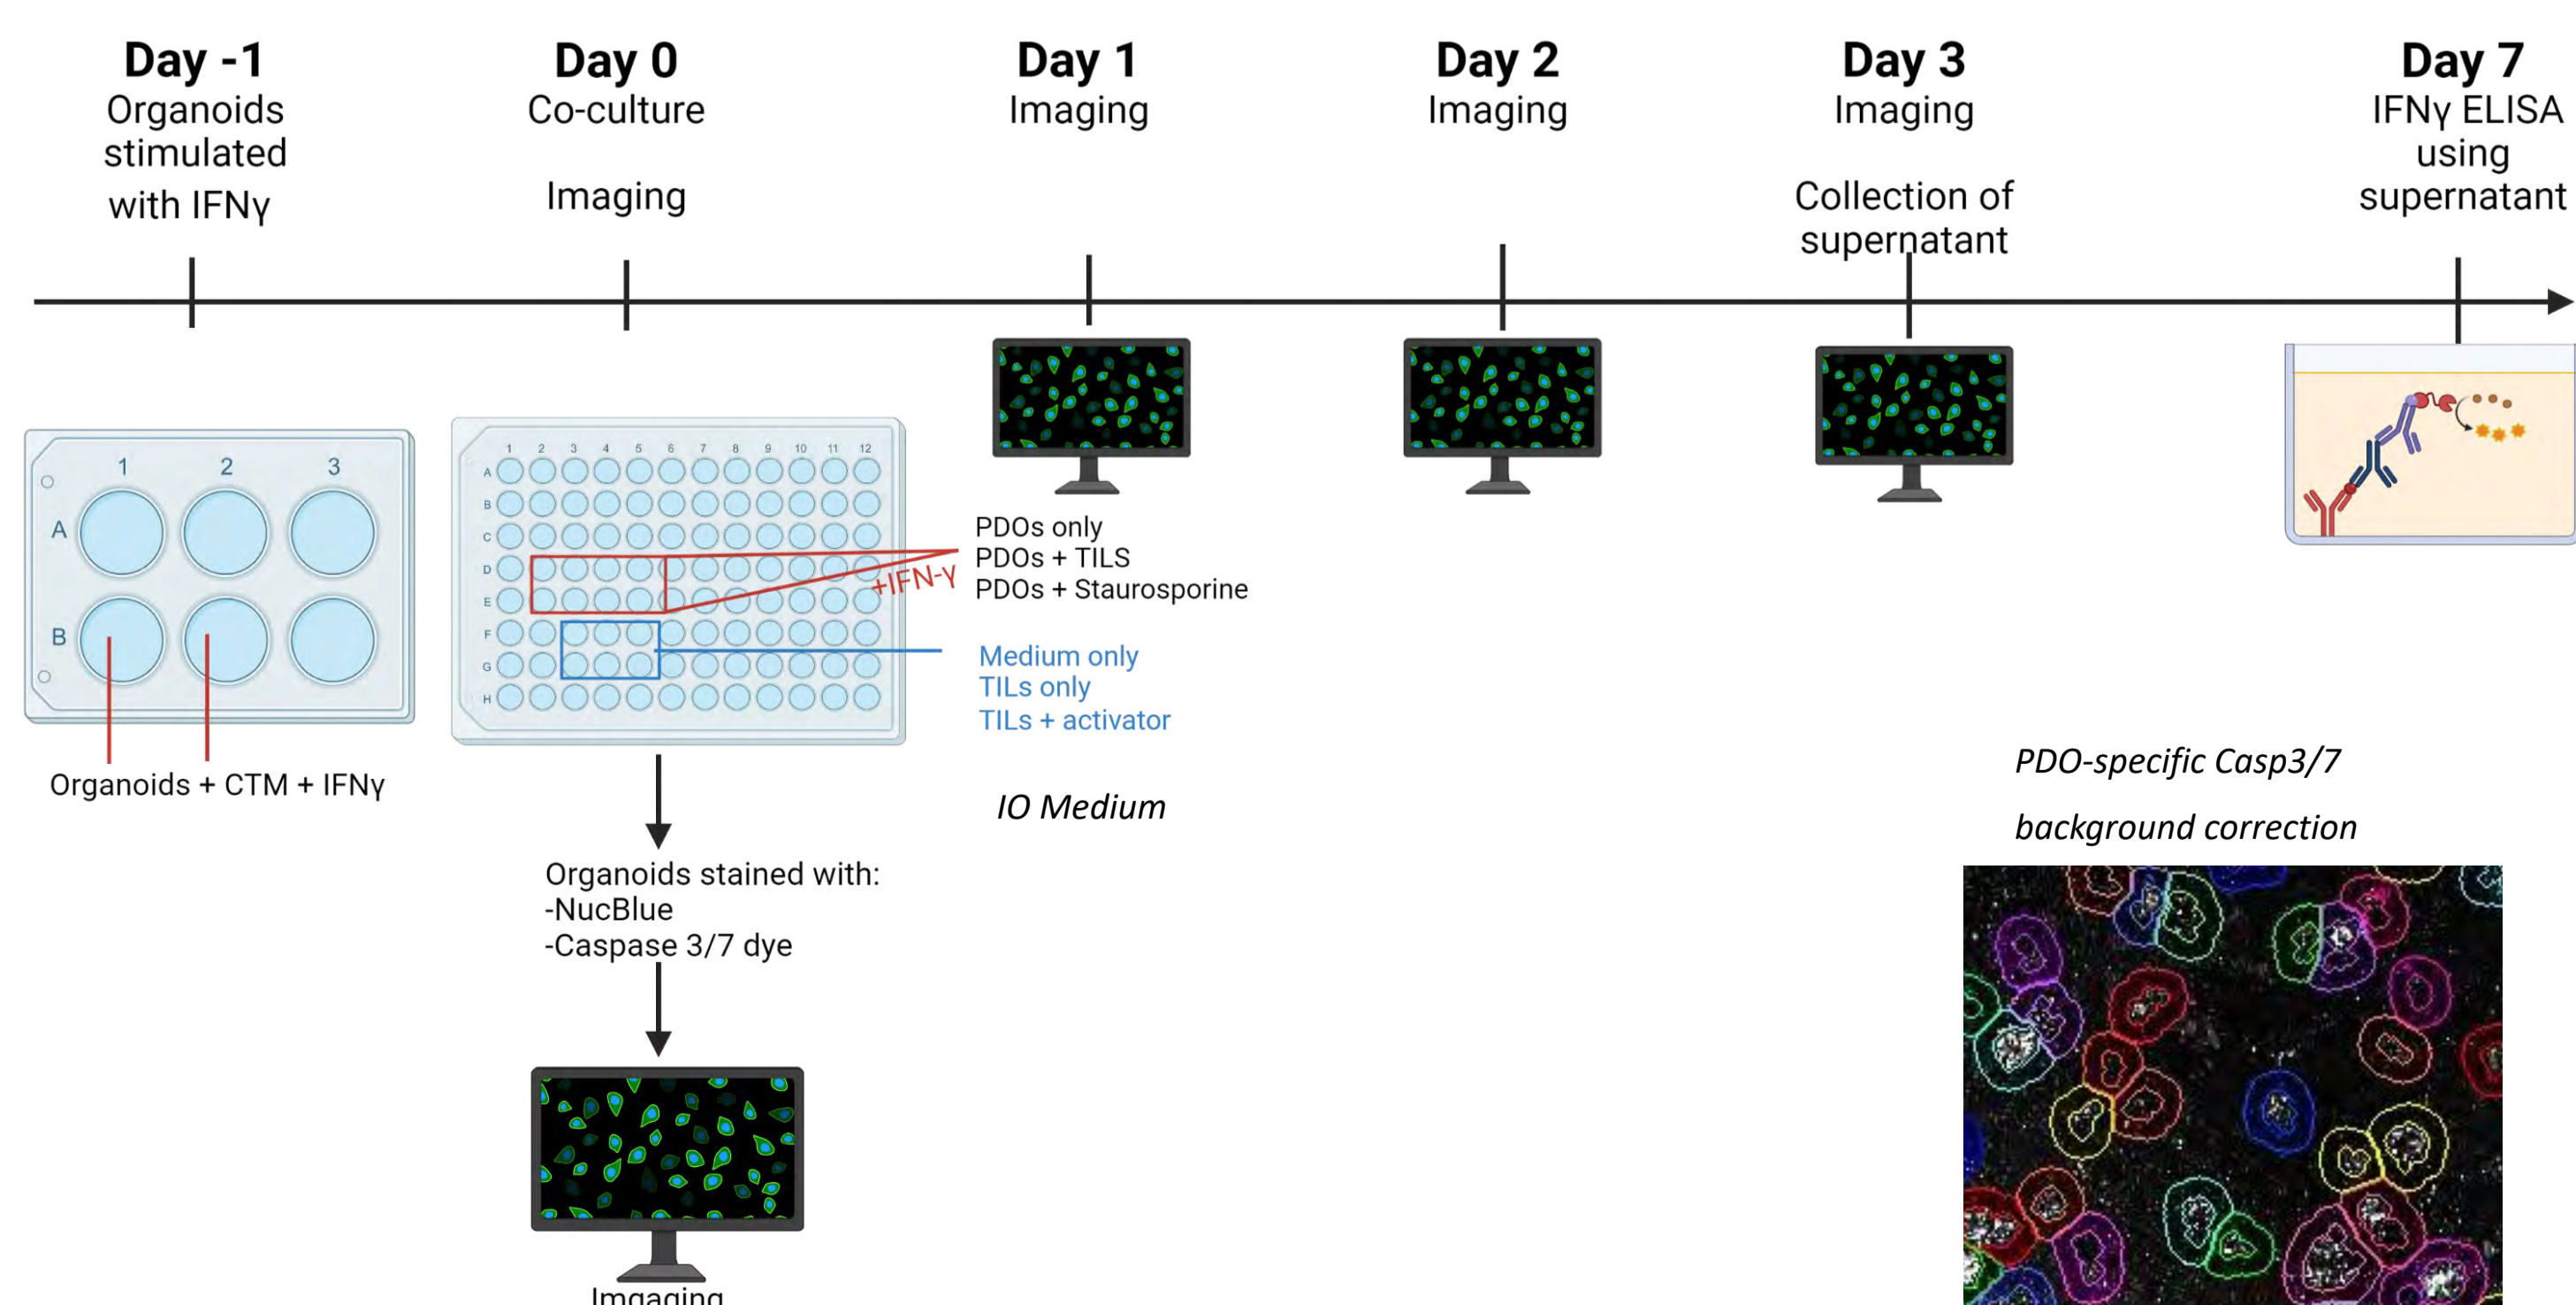 Day -1
Organoids
stimulated
with IFNγ
Day 0
Co-culture
Imaging
Day 1
Imaging
Day 2
Imaging
Day 3
Imaging
Collection of
supernatant
Day 7
IFNγ ELISA
using
supernatant
1 2 3
A
B
Organoids + CTM + IFNγ
1 2 3 4 5 6 7 8 9 10 11 12
A
B
C
D
E
F
G
H
+IFN-γ
PDOs only
PDOs + TILS
PDOs + Staurosporine
Medium only
TILs only
TILs + activator
IO Medium
Organoids stained with:
-NucBlue
-Caspase 3/7 dye
Imgaging
PDO-specific Casp3/7
background correction